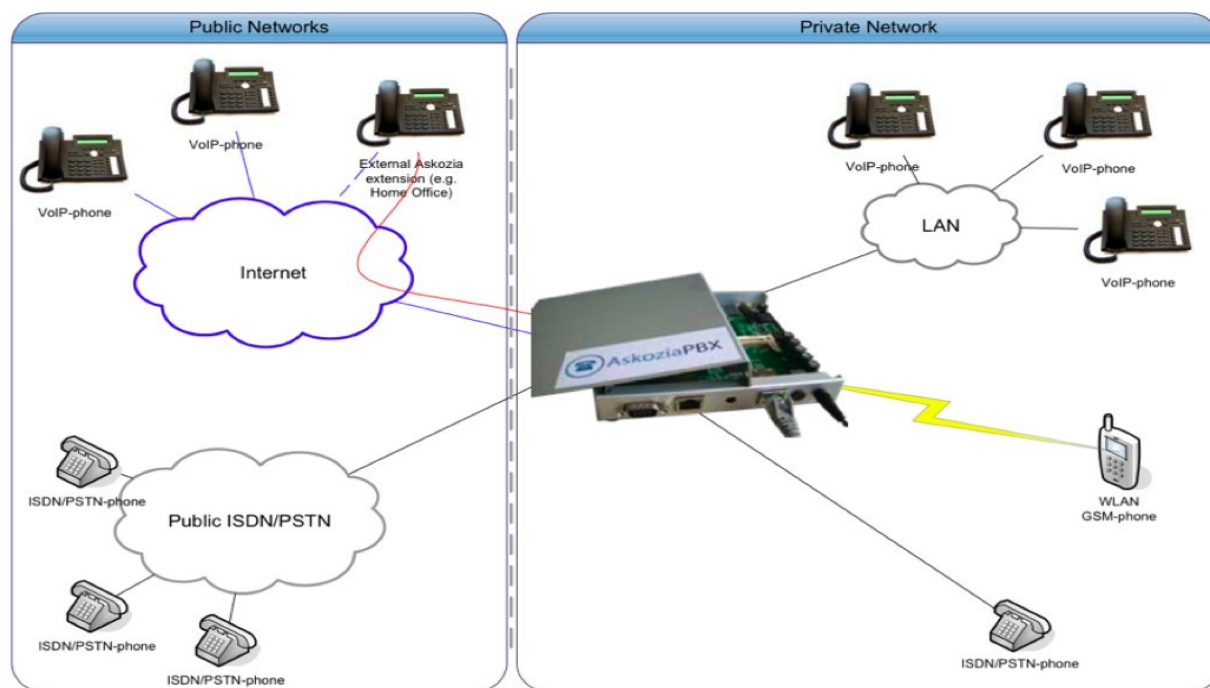 Public Networks
Private Network
VoIP-phone
VoIP-phone
External Askozia
extension (e.g.
Home Office)
Internet
VoIP-phone
VoIP-phone
LAN
VoIP-phone
AskoziaPBX
ISDN/PSTN-phone
Public ISDN/PSTN
ISDN/PSTN-phone
ISDN/PSTN-phone
WLAN
GSM-phone
ISDN/PSTN-phone